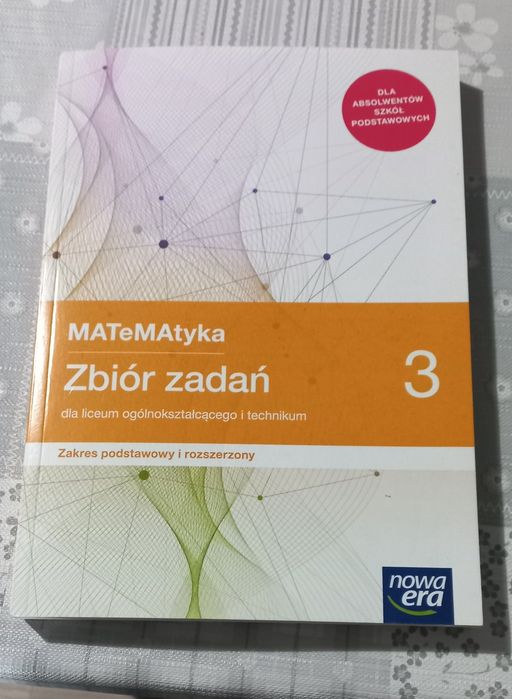 DLA
ABSOLWENTÓW
SZKÓŁ
PODSTAWOWYCH
MATeMAtyka
Zbiór zadań
3
dla liceum ogólnokształcącego i technikum
Zakres podstawowy i rozszerzony
nowa
era